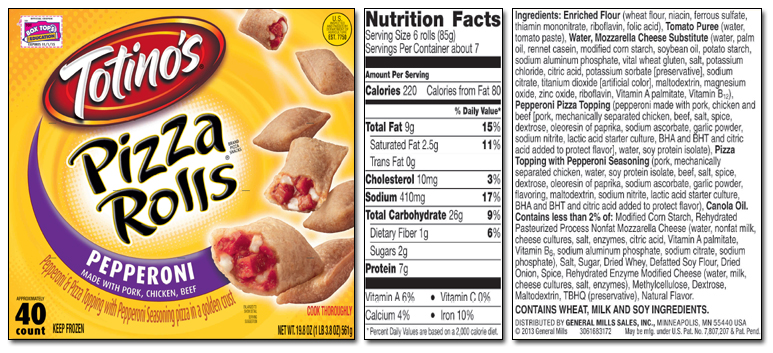 BOX TOPS
EDUCATION
U.S.
EST. 7750
Totino's
Pizza
Rolls
BRAND
PIZZA
SNACKS
®
PEPPERONI
MADE WITH PORK, CHICKEN, BEEF
Pepperoni & Pizza Topping with Pepperoni Seasoning pizza in a golden crust
APPROXIMATELY
40
count
KEEP FROZEN
COOK THOROUGHLY
NET WT. 19.8 OZ (1 LB 3.8 OZ) 561g
Nutrition Facts
Serving Size 6 rolls (85g)
Servings Per Container about 7
Amount Per Serving
Calories 220 Calories from Fat 80
% Daily Value*
Total Fat 9g 15%
Saturated Fat 2.5g 11%
Trans Fat 0g
Cholesterol 10mg 3%
Sodium 410mg 17%
Total Carbohydrate 26g 9%
Dietary Fiber 1g 6%
Sugars 2g
Protein 7g
Vitamin A 6% • Vitamin C 0%
Calcium 4% • Iron 10%
* Percent Daily Values are based on a 2,000 calorie diet.
Ingredients: Enriched Flour (wheat flour, niacin, ferrous sulfate,
thiamin mononitrate, riboflavin, folic acid), Tomato Puree (water,
tomato paste), Water, Mozzarella Cheese Substitute (water, palm
oil, rennet casein, modified corn starch, soybean oil, potato starch,
sodium aluminum phosphate, vital wheat gluten, salt, potassium
chloride, citric acid, potassium sorbate [preservative], sodium
citrate, titanium dioxide [artificial color], maltodextrin, magnesium
oxide, zinc oxide, riboflavin, Vitamin A palmitate, Vitamin B12),
Pepperoni Pizza Topping (pepperoni made with pork, chicken and
beef [pork, mechanically separated chicken, beef, salt, spice,
dextrose, oleoresin of paprika, sodium ascorbate, garlic powder,
sodium nitrite, lactic acid starter culture, BHA and BHT and citric
acid added to protect flavor], water, soy protein isolate), Pizza
Topping with Pepperoni Seasoning (pork, mechanically
separated chicken, water, soy protein isolate, beef, salt, spice,
dextrose, oleoresin of paprika, sodium ascorbate, garlic powder,
flavoring, maltodextrin, sodium nitrite, lactic acid starter culture,
BHA and BHT and citric acid added to protect flavor), Canola Oil.
Contains less than 2% of: Modified Corn Starch, Rehydrated
Pasteurized Process Nonfat Mozzarella Cheese (water, nonfat milk,
cheese cultures, salt, enzymes, citric acid, Vitamin A palmitate,
Vitamin B6, sodium aluminum phosphate, sodium citrate, sodium
phosphate), Salt, Sugar, Dried Whey, Defatted Soy Flour, Dried
Onion, Spice, Rehydrated Enzyme Modified Cheese (water, milk,
cheese cultures, salt, enzymes), Methylcellulose, Dextrose,
Maltodextrin, TBHQ (preservative), Natural Flavor.
CONTAINS WHEAT, MILK AND SOY INGREDIENTS.
DISTRIBUTED BY GENERAL MILLS SALES, INC., MINNEAPOLIS, MN 55440 USA
© 2013 General Mills 3061683172 May be mfg. under U.S. Pat. No. 7,807,207 & Pat. Pend.